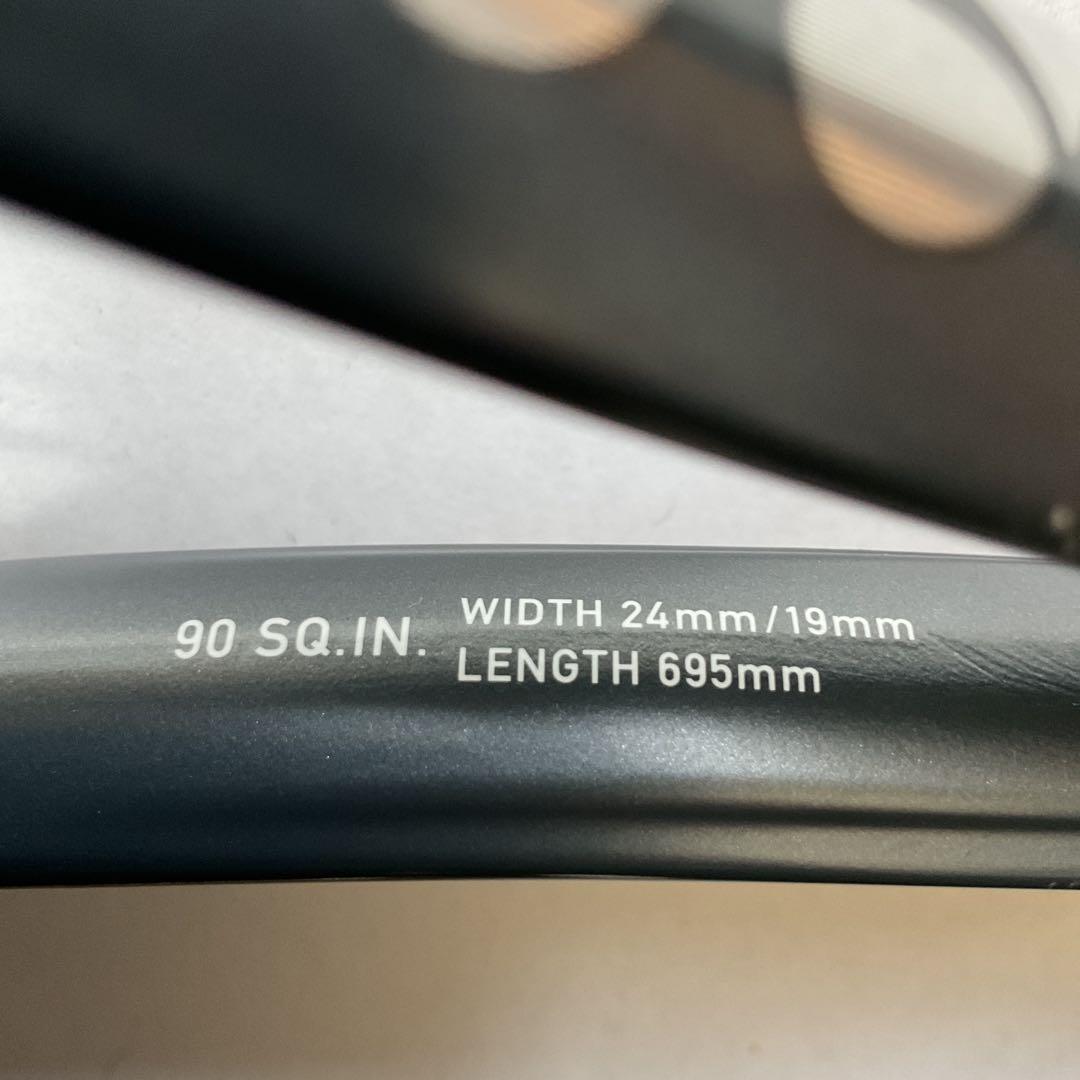 90 SQ.IN.
WIDTH 24mm/19mm
LENGTH 695mm